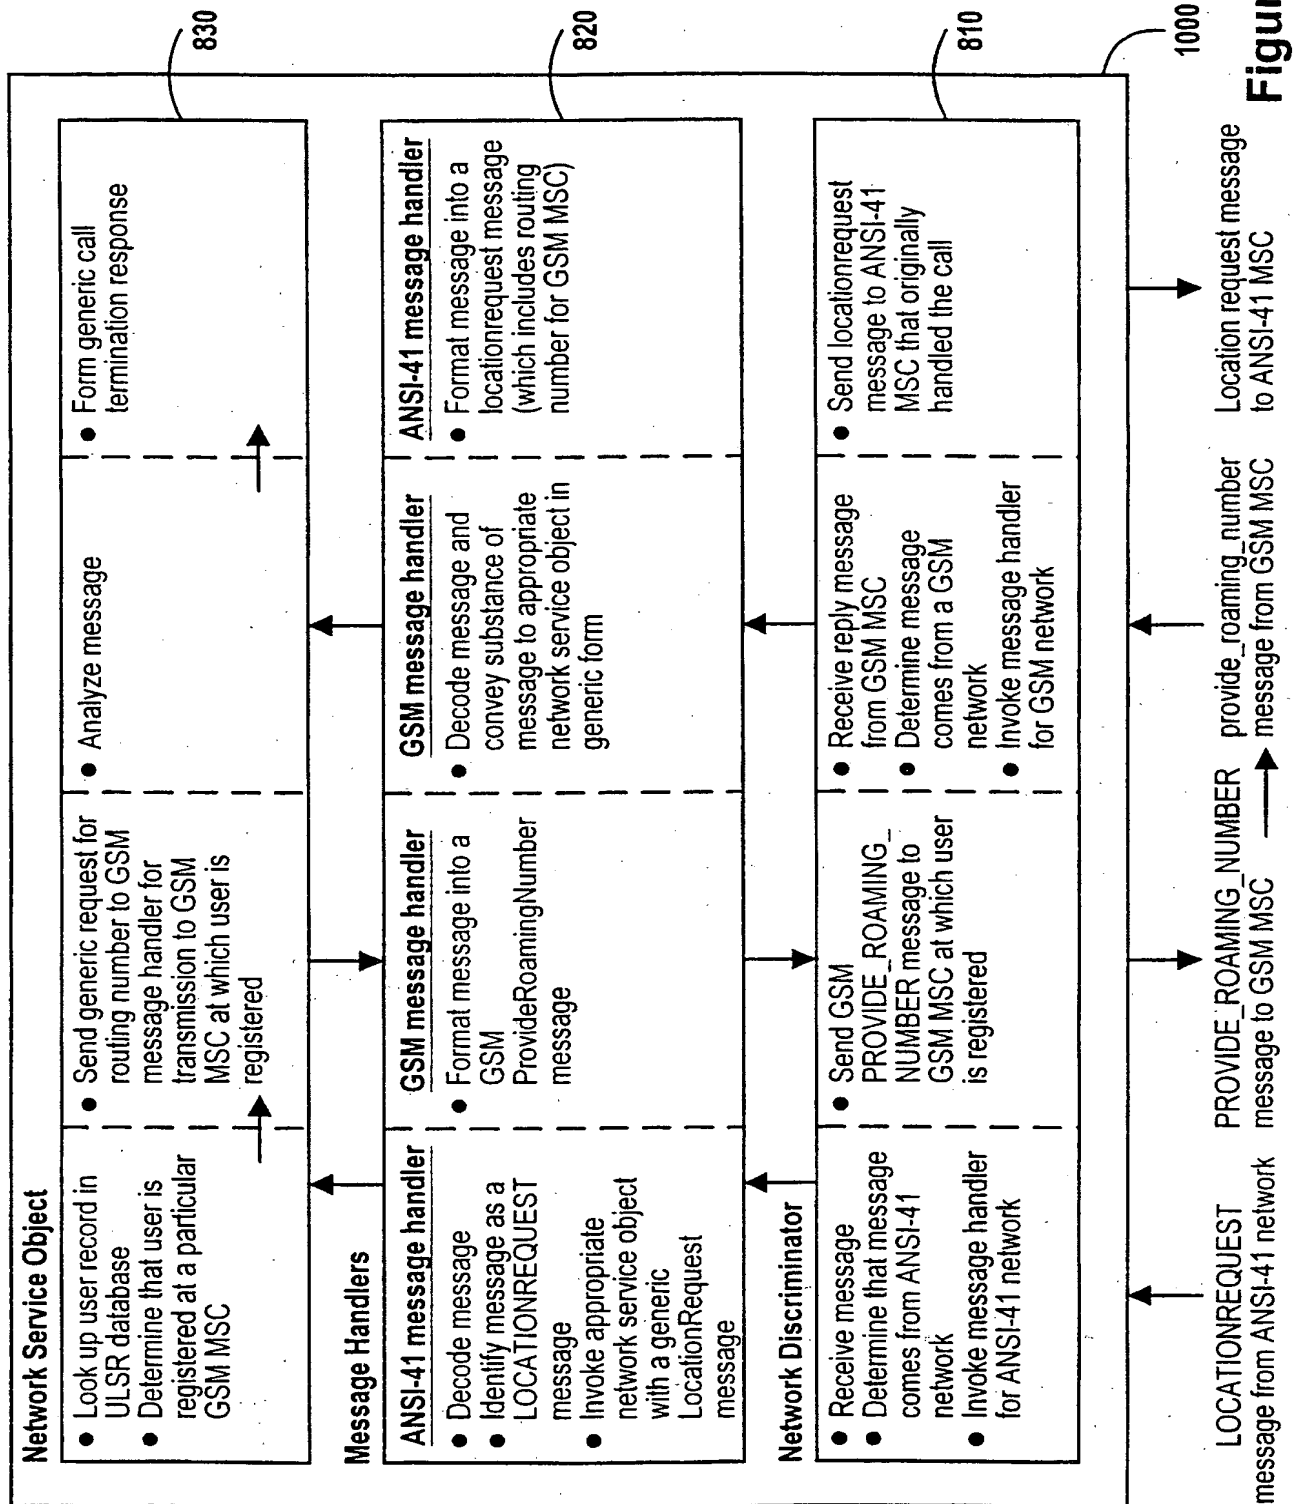 Network Service Object
● Look up user record in
ULSR database
● Determine that user is
registered at a particular
GSM MSC
● Send generic request for
routing number to GSM
message handler for
transmission to GSM
MSC at which user is
registered
● Analyze message
● Form generic call
termination response
830
Message Handlers
ANSI-41 message handler
● Decode message
● Identify message as a
LOCATIONREQUEST
message
● Invoke appropriate
network service object
with a generic
LocationRequest
message
GSM message handler
● Format message into a
GSM
ProvideRoamingNumber
message
GSM message handler
● Decode message and
convey substance of
message to appropriate
network service object in
generic form
ANSI-41 message handler
● Format message into a
locationrequest message
(which includes routing
number for GSM MSC)
820
Network Discriminator
● Receive message
● Determine that message
comes from ANSI-41
network
● Invoke message handler
for ANSI-41 network
● Send GSM
PROVIDE_ROAMING_
NUMBER message to
GSM MSC at which user
is registered
● Receive reply message
from GSM MSC
● Determine message
comes from a GSM
network
● Invoke message handler
for GSM network
● Send locationrequest
message to ANSI-41
MSC that originally
handled the call
810
1000
LOCATIONREQUEST
message from ANSI-41 network
PROVIDE_ROAMING_NUMBER
message to GSM MSC
provide_roaming_number
message from GSM MSC
Location request message
to ANSI-41 MSC